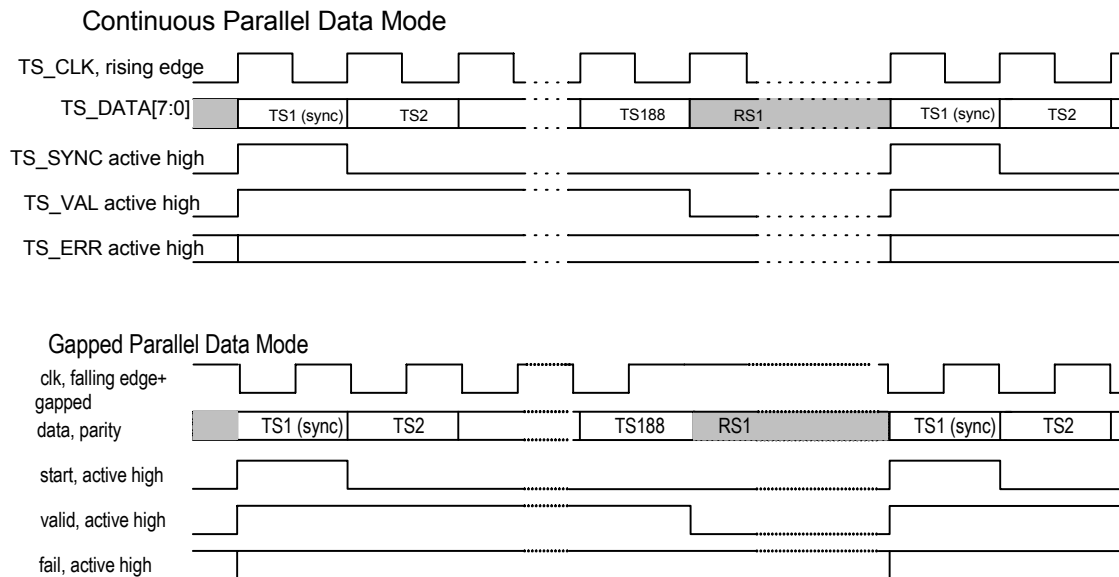 Continuous Parallel Data Mode
TS_CLK, rising edge
TS_DATA[7:0]
TS1 (sync) TS2 TS188 RS1 TS1 (sync) TS2
TS_SYNC active high
TS_VAL active high
TS_ERR active high
Gapped Parallel Data Mode
clk, falling edge+
gapped
data, parity
TS1 (sync) TS2 TS188 RS1 TS1 (sync) TS2
start, active high
valid, active high
fail, active high